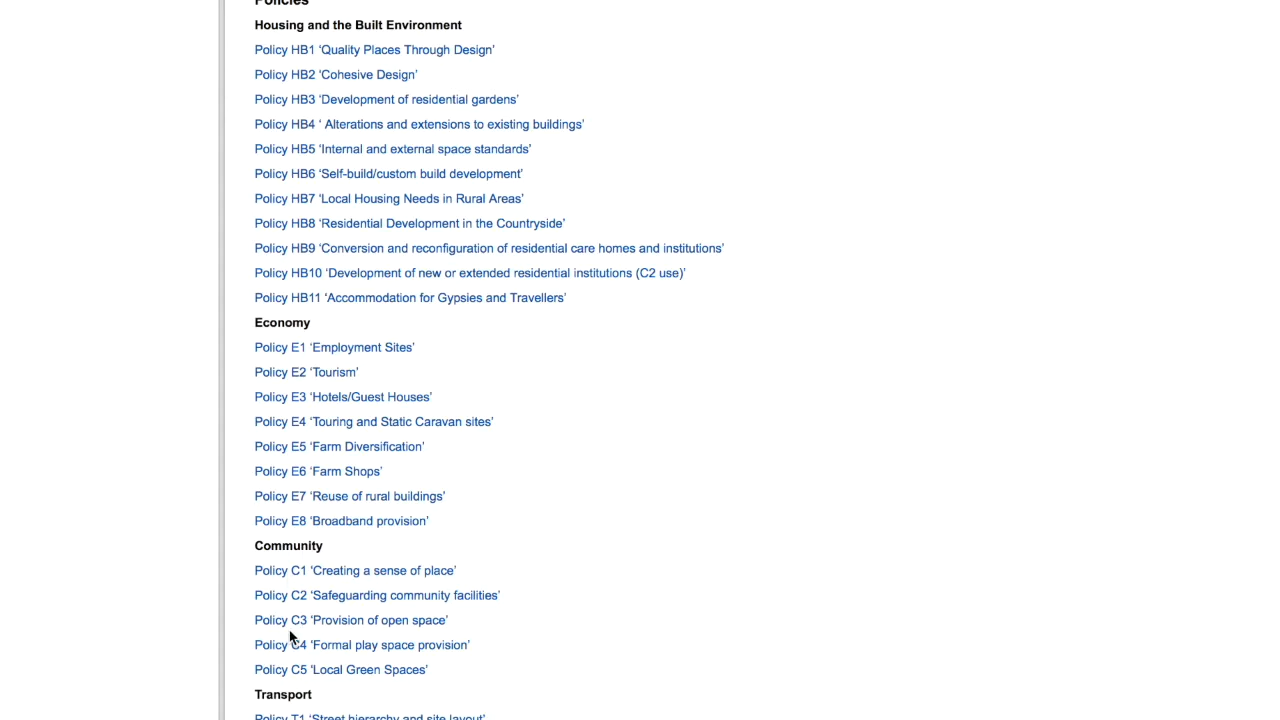 Policies
Housing and the Built Environment
Policy HB1 ‘Quality Places Through Design’
Policy HB2 ‘Cohesive Design’
Policy HB3 ‘Development of residential gardens’
Policy HB4 ‘ Alterations and extensions to existing buildings’
Policy HB5 ‘Internal and external space standards’
Policy HB6 ‘Self-build/custom build development’
Policy HB7 ‘Local Housing Needs in Rural Areas’
Policy HB8 ‘Residential Development in the Countryside’
Policy HB9 ‘Conversion and reconfiguration of residential care homes and institutions’
Policy HB10 ‘Development of new or extended residential institutions (C2 use)’
Policy HB11 ‘Accommodation for Gypsies and Travellers’
Economy
Policy E1 ‘Employment Sites’
Policy E2 ‘Tourism’
Policy E3 ‘Hotels/Guest Houses’
Policy E4 ‘Touring and Static Caravan sites’
Policy E5 ‘Farm Diversification’
Policy E6 ‘Farm Shops’
Policy E7 ‘Reuse of rural buildings’
Policy E8 ‘Broadband provision’
Community
Policy C1 ‘Creating a sense of place’
Policy C2 ‘Safeguarding community facilities’
Policy C3 ‘Provision of open space’
Policy C4 ‘Formal play space provision’
Policy C5 ‘Local Green Spaces’
Transport
Policy T1 ‘Street hierarchy and site layout’